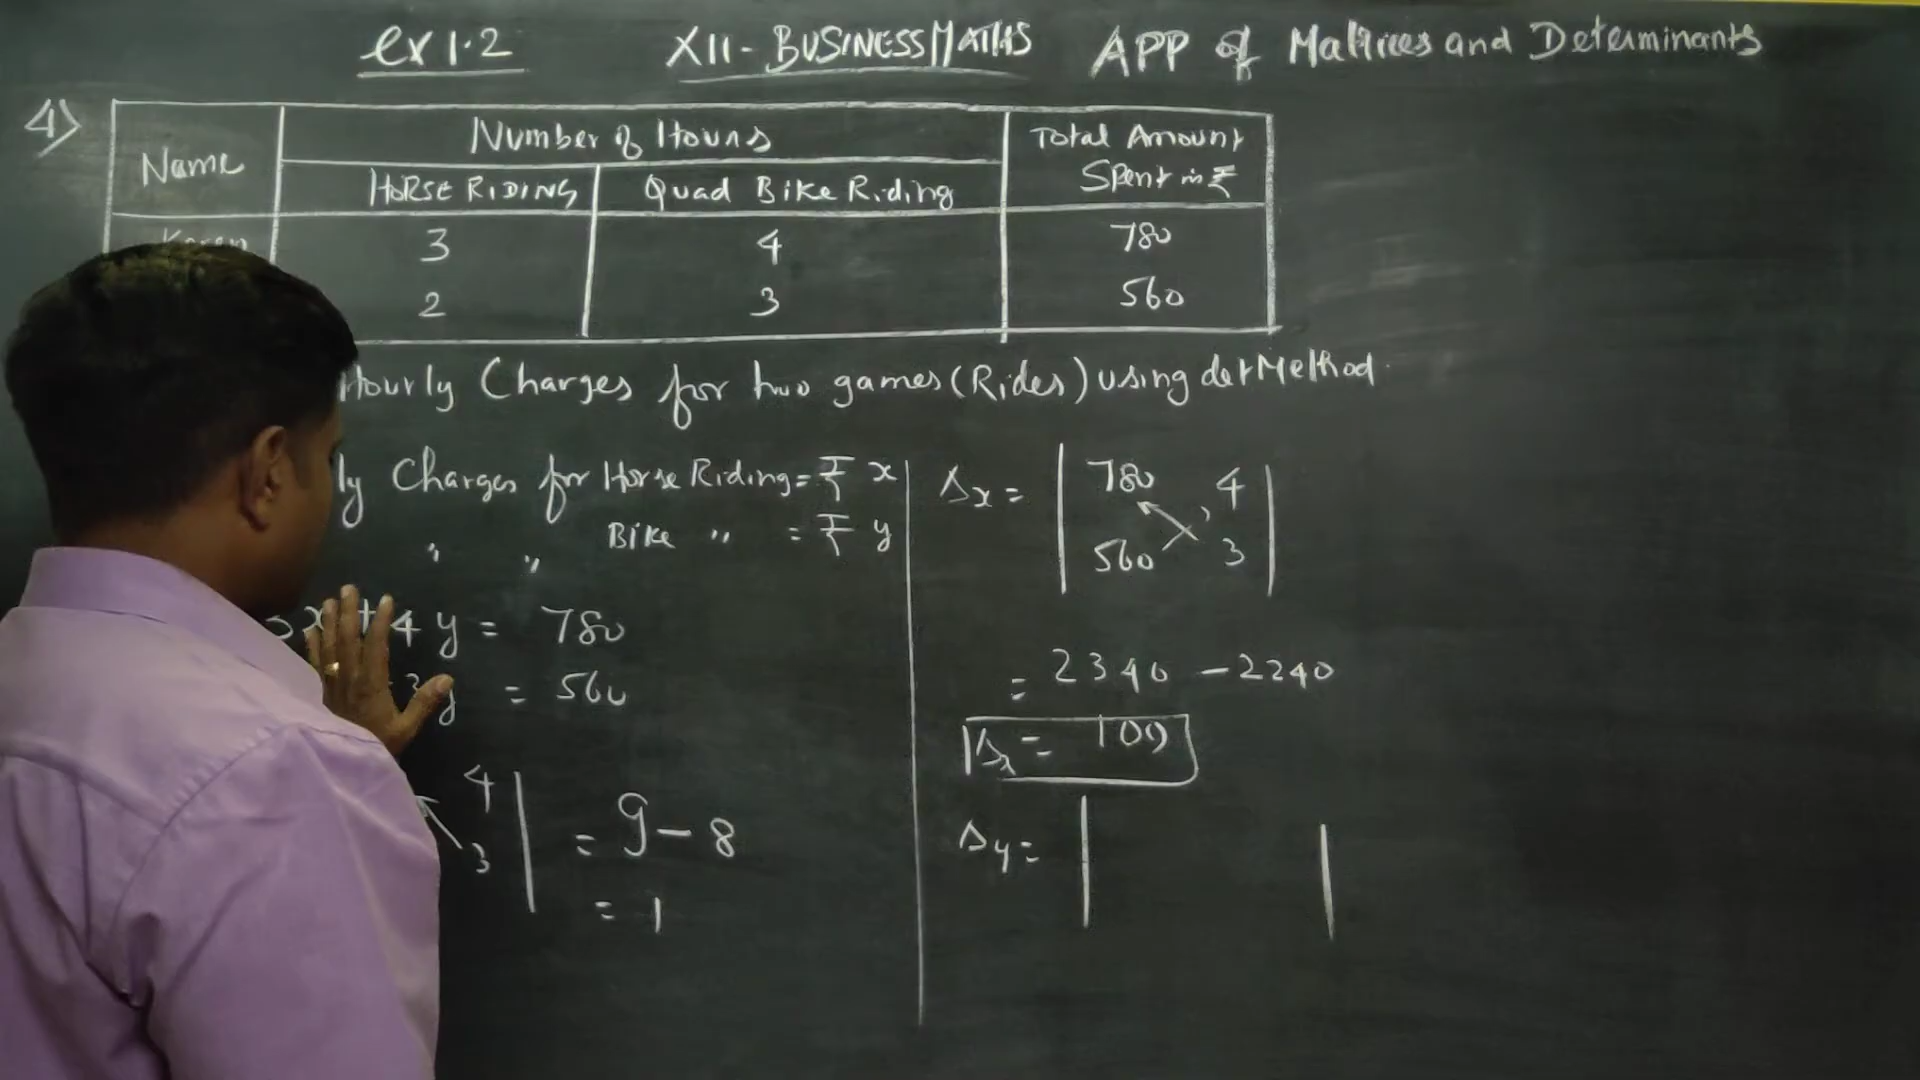 ex 1.2 XII - BUSINESS MATHS APP of Matrices and Determinants
4)
Name Number of Hours Total Amount Spent in ₹
HORSE RIDING Quad Bike Riding
3 4 780
2 3 560
Hourly Charges for two games (Rides) using det Method.
ly Charges for Horse Riding = ₹ x
" " Bike " = ₹ y
x + 4y = 780
3y = 560
4
3 | = 9 - 8
= 1
Δx = | 780 4 |
| 560 3 |
= 2340 - 2240
Δx = 100
Δy = | |